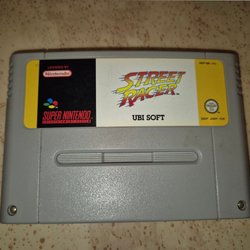 LICENSED BY
Nintendo
STREET
RACER
SUPER NINTENDO
UBI SOFT